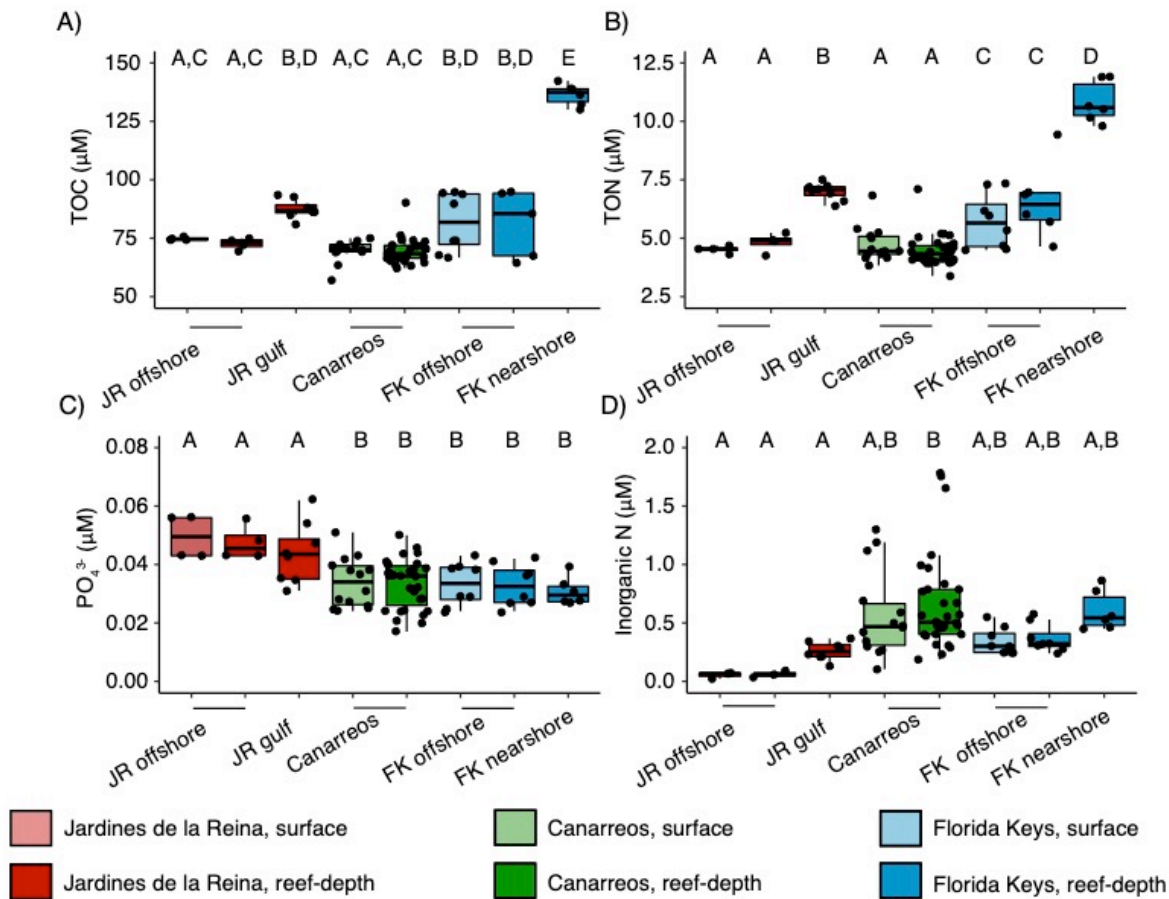 A)
A,C A,C B,D A,C A,C B,D B,D E
150
125
100
75
50
TOC (µM)
JR offshore
JR gulf
Canarreos
FK offshore
FK nearshore
B)
A A B A A C C D
12.5
10.0
7.5
5.0
2.5
TON (µM)
JR offshore
JR gulf
Canarreos
FK offshore
FK nearshore
C)
A A A B B B B B
0.08
0.06
0.04
0.02
0.00
PO₄³⁻ (µM)
JR offshore
JR gulf
Canarreos
FK offshore
FK nearshore
D)
A A A A,B B A,B A,B A,B
2.0
1.5
1.0
0.5
0.0
Inorganic N (µM)
JR offshore
JR gulf
Canarreos
FK offshore
FK nearshore
Jardines de la Reina, surface
Canarreos, surface
Florida Keys, surface
Jardines de la Reina, reef-depth
Canarreos, reef-depth
Florida Keys, reef-depth